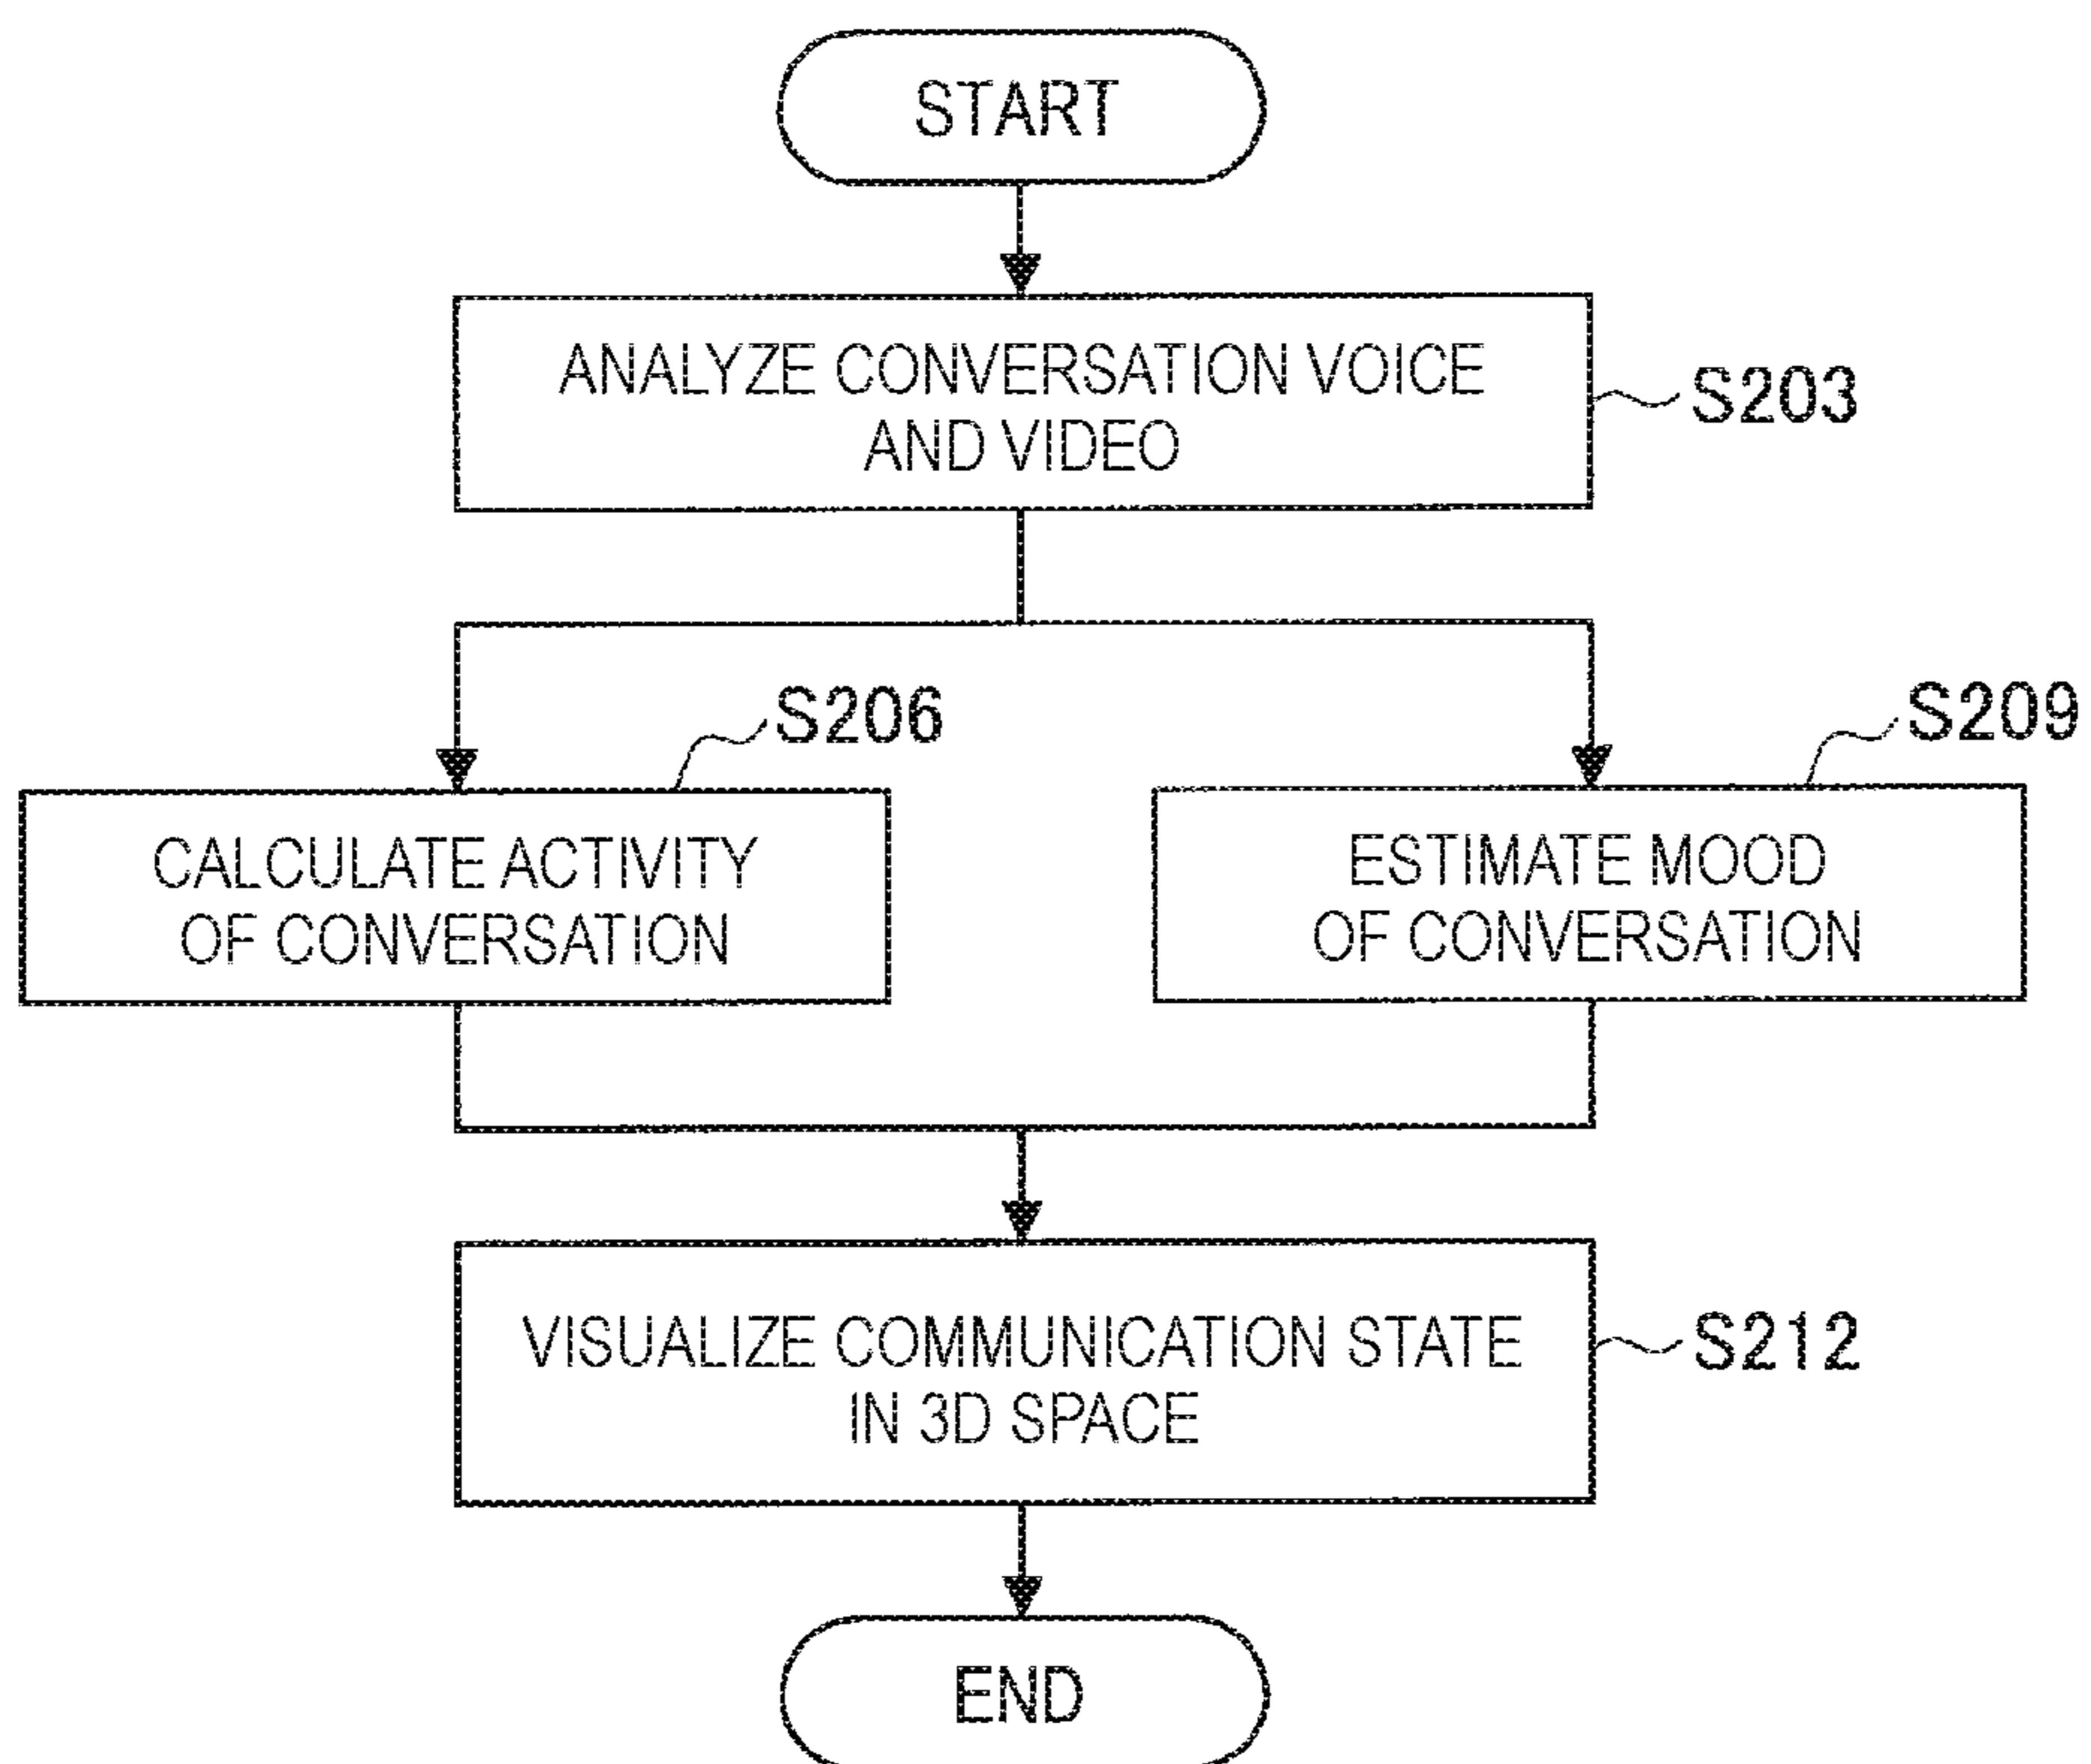 START
ANALYZE CONVERSATION VOICE
AND VIDEO
S203
S206
S209
CALCULATE ACTIVITY
OF CONVERSATION
ESTIMATE MOOD
OF CONVERSATION
VISUALIZE COMMUNICATION STATE
IN 3D SPACE
S212
END